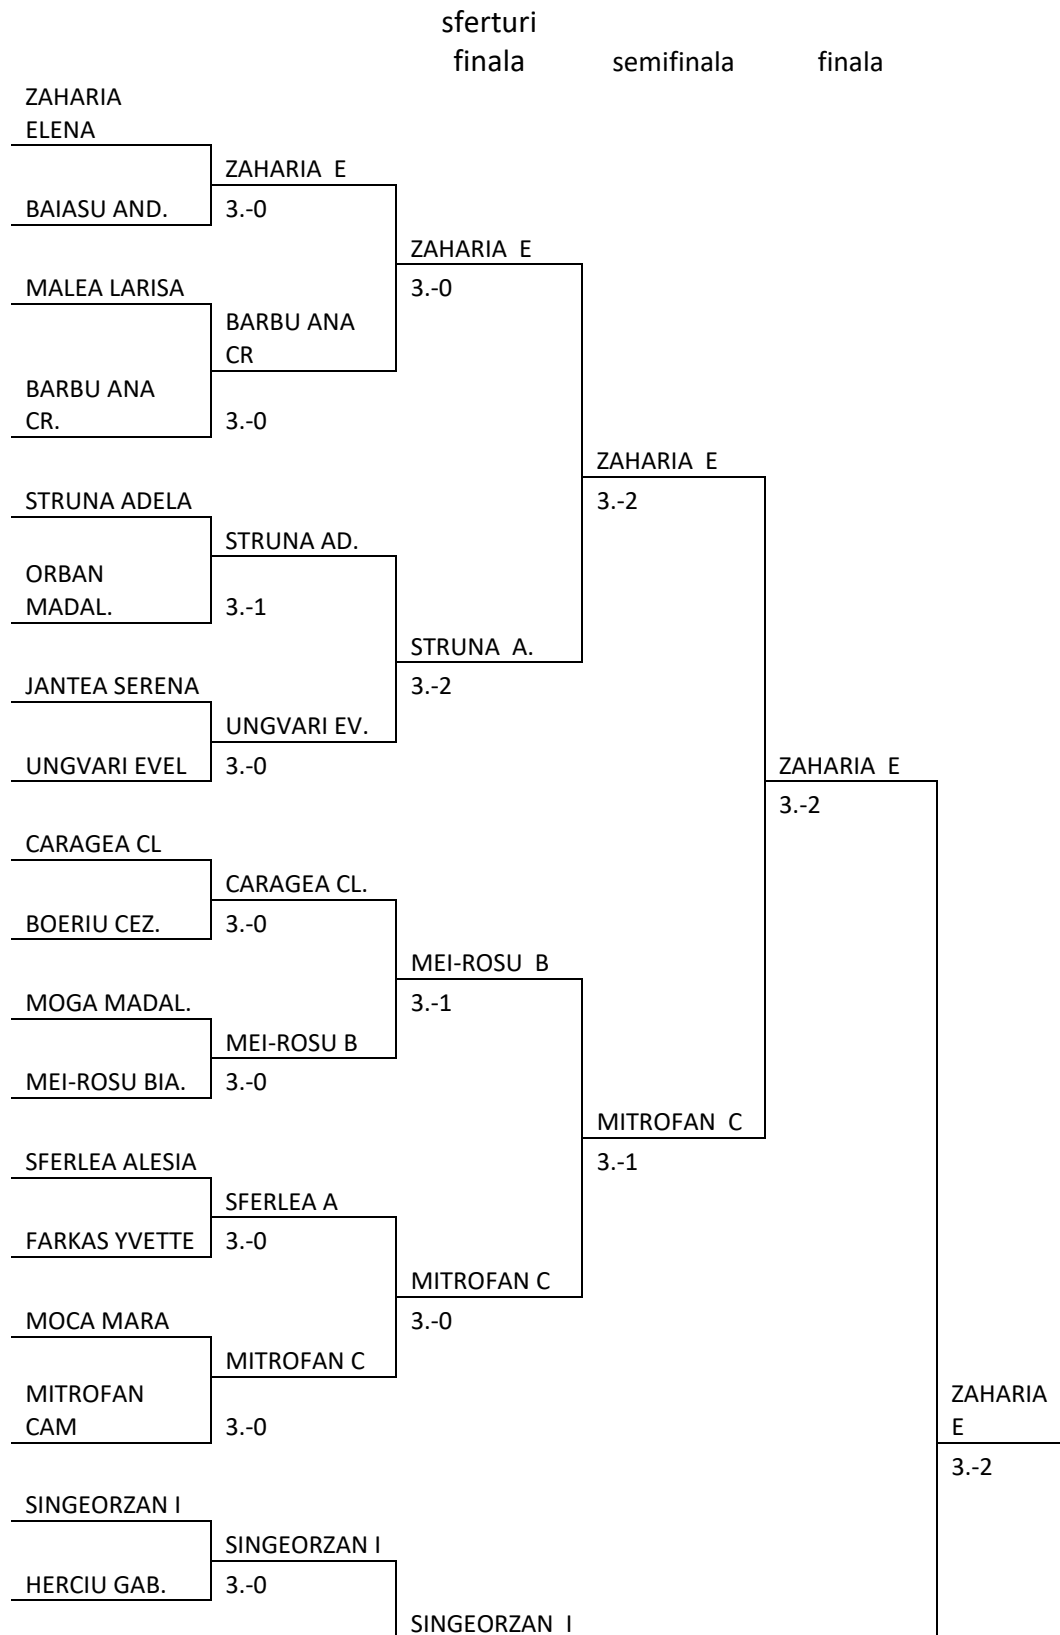 sferturi
finala semifinala finala
ZAHARIA
ELENA
ZAHARIA E
BAIASU AND. 3.-0
ZAHARIA E
MALEA LARISA 3.-0
BARBU ANA
CR
BARBU ANA
CR. 3.-0
ZAHARIA E
STRUNA ADELA 3.-2
STRUNA AD.
ORBAN
MADAL. 3.-1
STRUNA A.
JANTEA SERENA 3.-2
UNGVARI EV.
UNGVARI EVEL 3.-0 ZAHARIA E
3.-2
CARAGEA CL
CARAGEA CL.
BOERIU CEZ. 3.-0
MEI-ROSU B
MOGA MADAL. 3.-1
MEI-ROSU B
MEI-ROSU BIA. 3.-0
MITROFAN C
SFERLEA ALESIA 3.-1
SFERLEA A
FARKAS YVETTE 3.-0
MITROFAN C
MOCA MARA 3.-0
MITROFAN C
MITROFAN ZAHARIA
CAM 3.-0 E
3.-2
SINGEORZAN I
SINGEORZAN I
HERCIU GAB. 3.-0
SINGEORZAN I